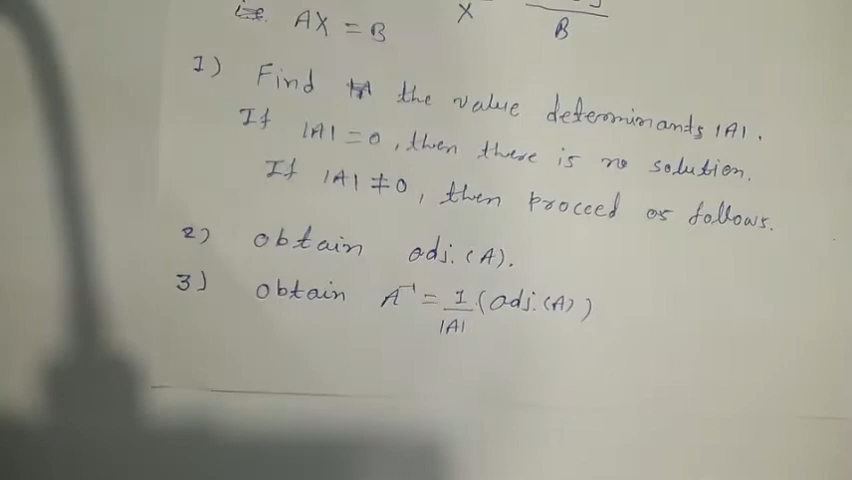 i.e. AX = B
X
B
1) Find the value determinants |A|.
If |A| = 0, then there is no solution.
If |A| ≠ 0, then proceed as follows.
2) obtain adj.(A).
3) obtain A⁻¹ = 1/|A| (adj.(A))